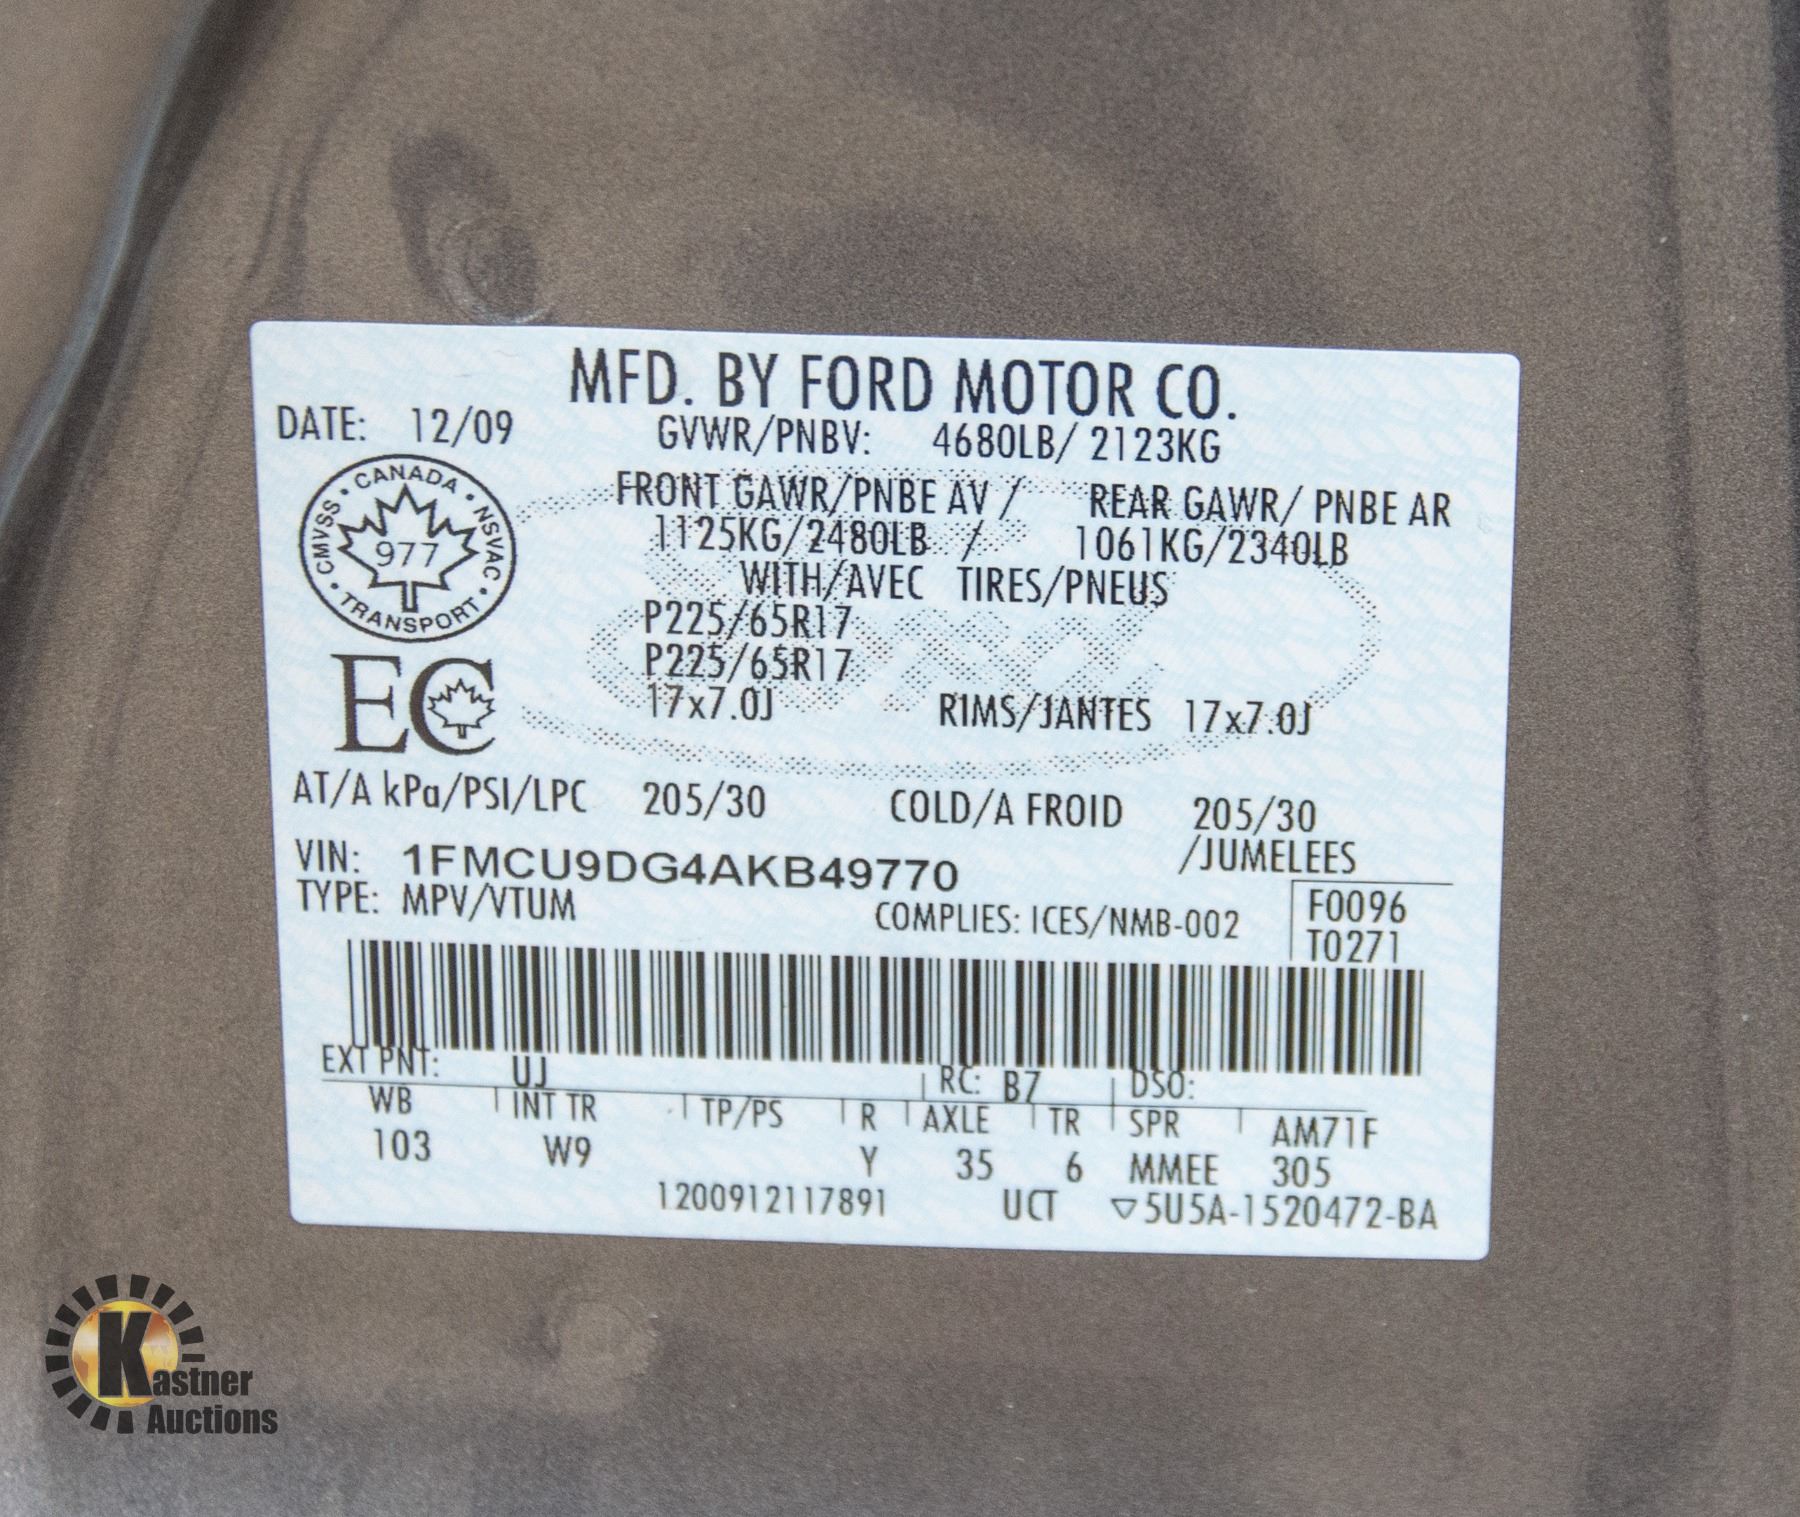 MFD. BY FORD MOTOR CO.
DATE: 12/09 GVWR/PNBV: 4680LB/ 2123KG
FRONT GAWR/PNBE AV / REAR GAWR/ PNBE AR
1125KG/2480LB / 1061KG/2340LB
WITH/AVEC TIRES/PNEUS
P225/65R17
P225/65R17
17x7.0J RIMS/JANTES 17x7.0J
CANADA
CMVSS
NSVAC
977
TRANSPORT
EC
AT/A kPa/PSI/LPC 205/30 COLD/A FROID 205/30
/JUMELEES
VIN: 1FMCU9DG4AKB49770
TYPE: MPV/VTUM COMPLIES: ICES/NMB-002
F0096
T0271
EXT PNT: UJ RC: B7 DSO:
WB INT TR TP/PS R AXLE TR SPR AM71F
103 W9 Y 35 6 MMEE 305
1200912117891 UCT ▽5U5A-1520472-BA
Kastner
Auctions